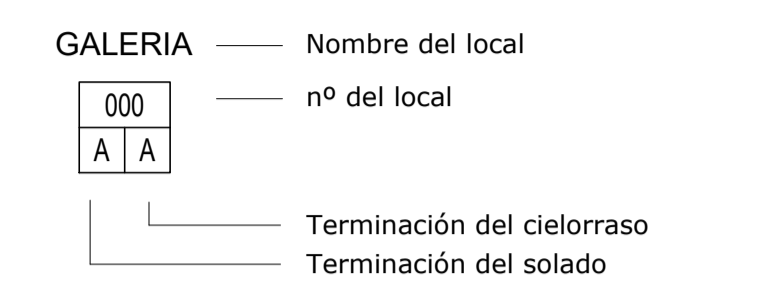 GALERIA Nombre del local
000 nº del local
A A
Terminación del cielorraso
Terminación del solado